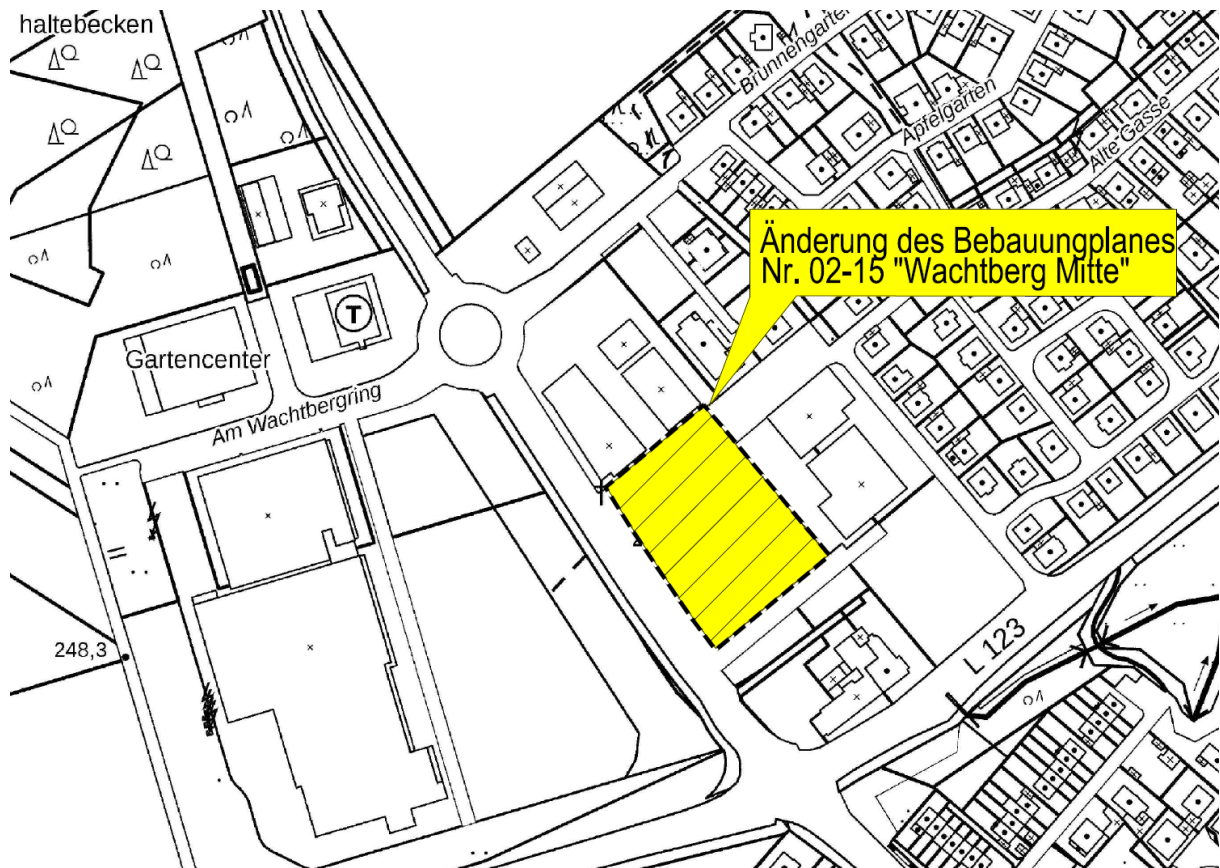 haltebecken
Brunnengarten
Apfelgarten
Alte Gasse
Änderung des Bebauungplanes
Nr. 02-15 "Wachtberg Mitte"
T
Gartencenter
Am Wachtbergring
248,3
L 123